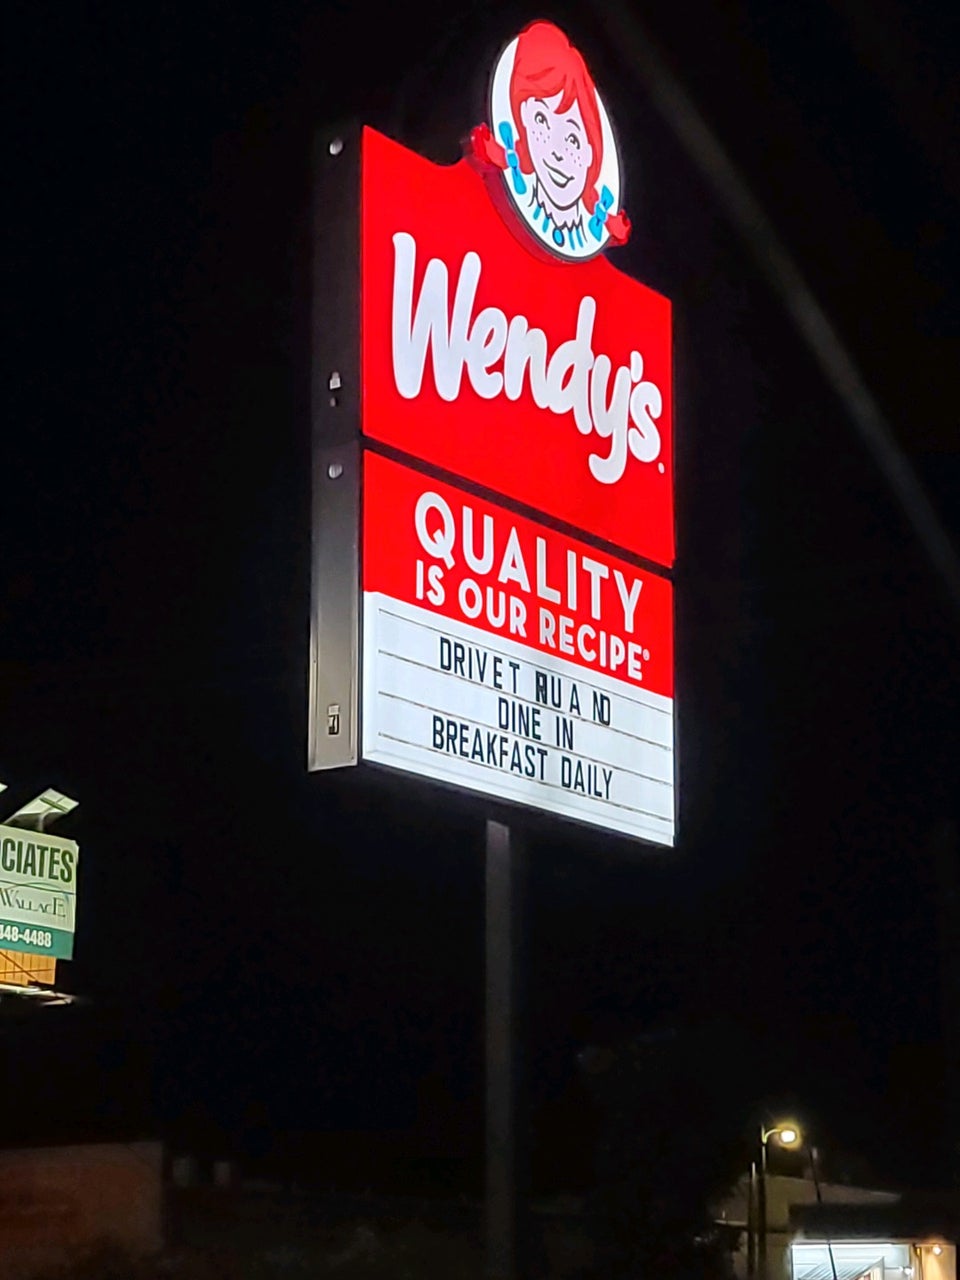 Wendy's
QUALITY
IS OUR RECIPE®
DRIVET RU A ND
DINE IN
BREAKFAST DAILY
CIATES
WALLACE
448-4488